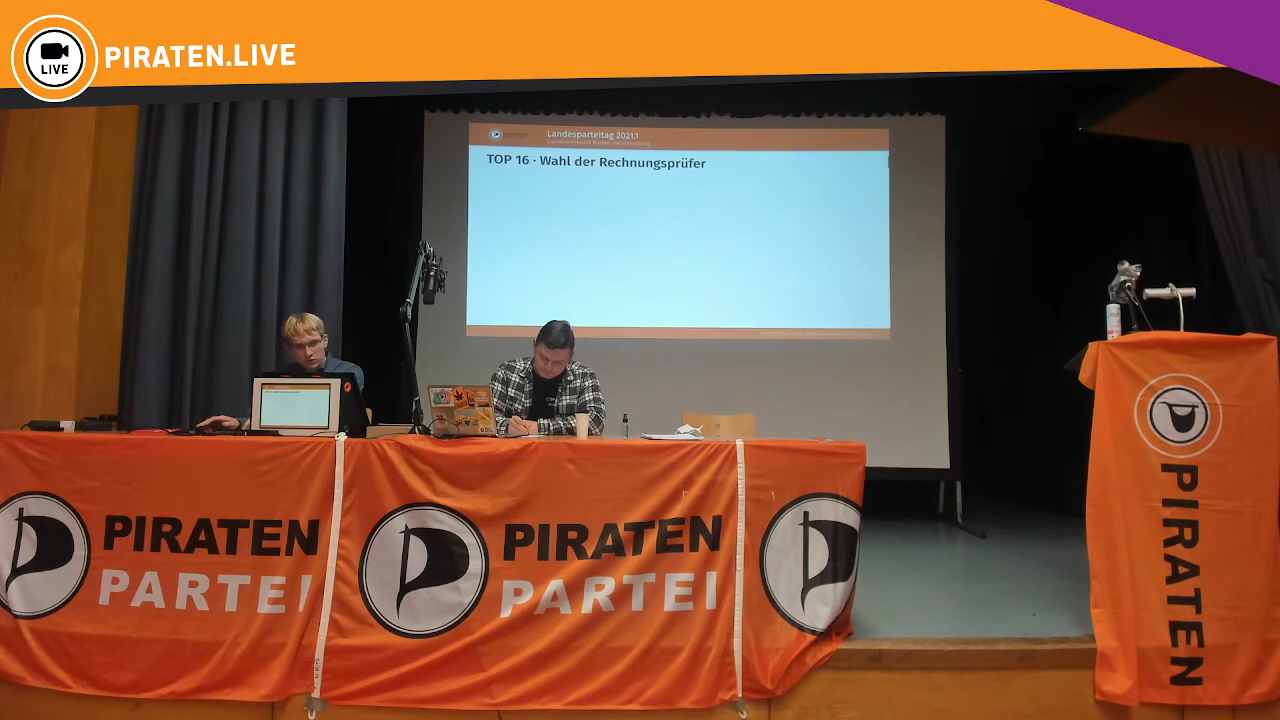 LIVE
PIRATEN.LIVE
Landesparteitag 2021.1
TOP 16 · Wahl der Rechnungsprüfer
PIRATEN
PARTEI
PIRATEN
PARTEI
PIRATEN